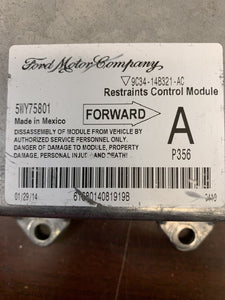 Ford Motor Company
9C34-14B321-AC
Restraints Control Module
5WY75801
Made in Mexico
FORWARD
A
P356
DISSASSEMBLY OF MODULE FROM VEHICLE BY
AUTHORIZED SERVICE PERSONNEL ONLY.
DANGER OF DAMAGE TO MODULE, PROPERTY
DAMAGE, PERSONAL INJURY AND DEATH!
01/29/14